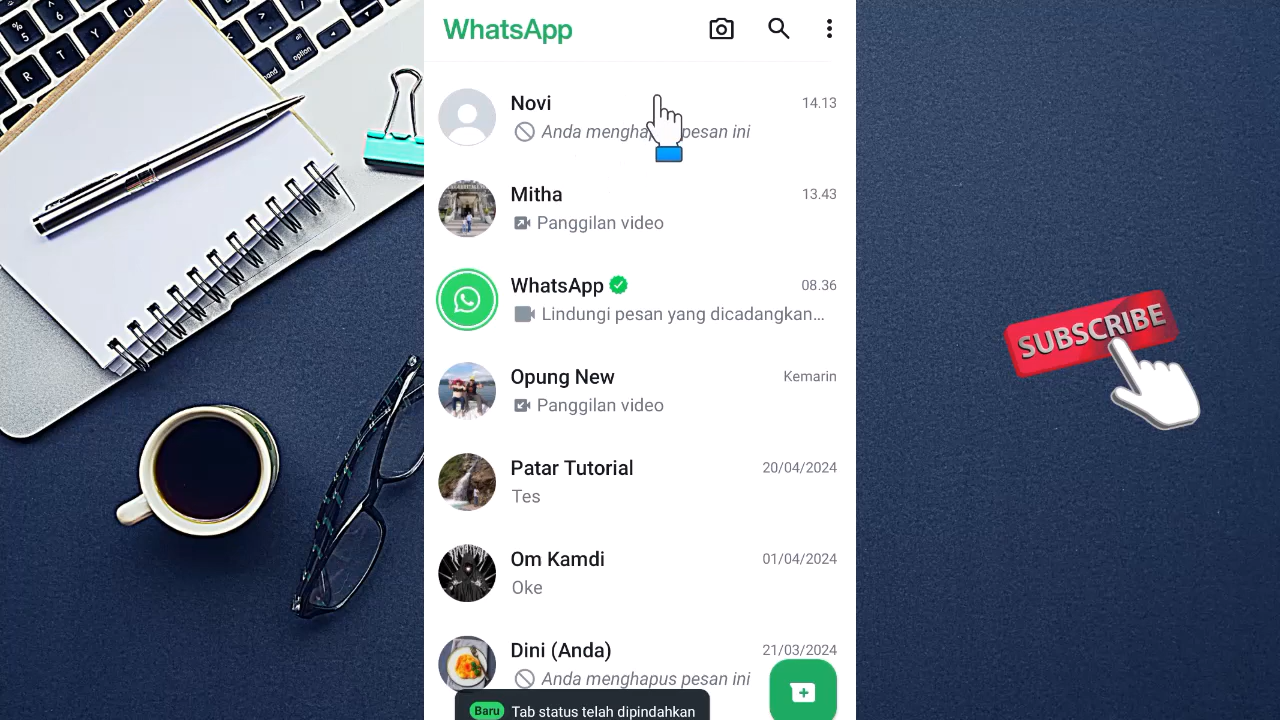 WhatsApp
Novi
14.13
Anda menghapus pesan ini
Mitha
13.43
Panggilan video
WhatsApp
08.36
Lindungi pesan yang dicadangkan...
Opung New
Kemarin
Panggilan video
Patar Tutorial
20/04/2024
Tes
Om Kamdi
01/04/2024
Oke
Dini (Anda)
21/03/2024
Anda menghapus pesan ini
Baru Tab status telah dipindahkan
SUBSCRIBE
option
R
T
Y